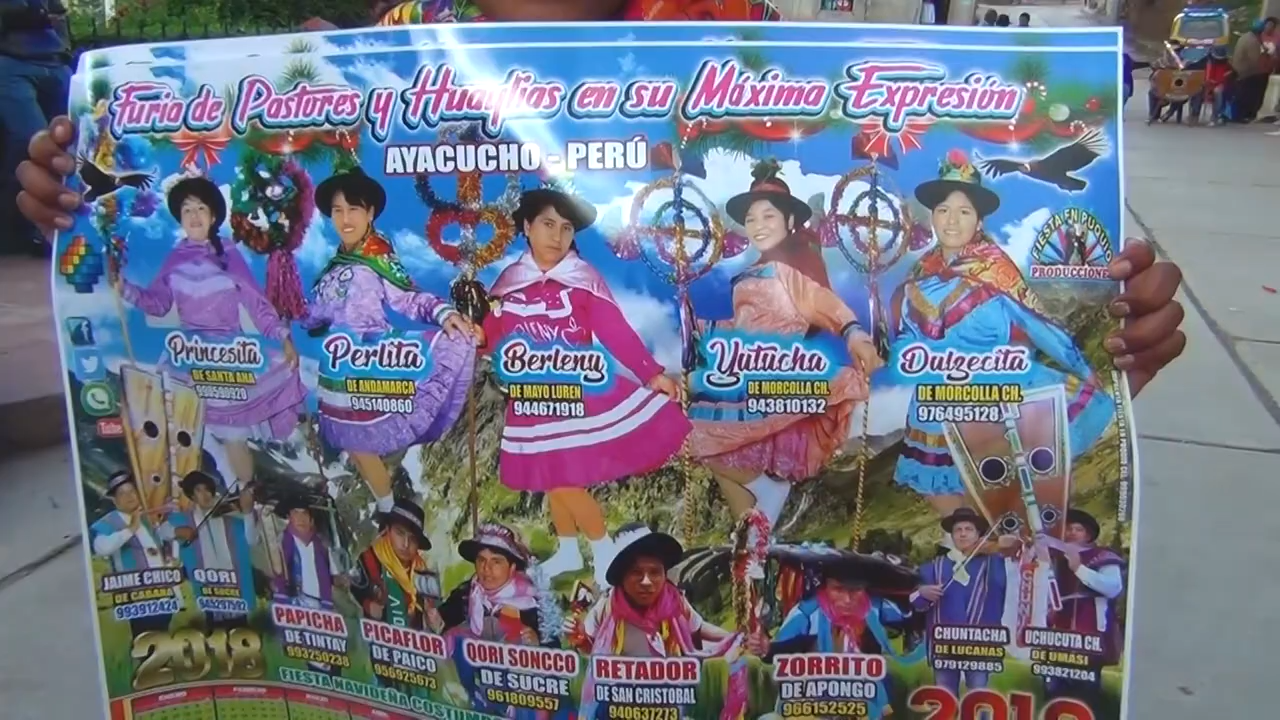 Furia de Pastores y Huaylías en su Máxima Expresión
AYACUCHO - PERÚ
FIESTA EN PUQUIO
PRODUCCIONES
Princesita
DE SANTA ANA
Perlita
DE ANDAMARCA
945140860
Berleny
DE MAYO LUREN
944671918
Yutucha
DE MORCOLLA CH.
943810132
Dulzecita
DE MORCOLLA CH.
976495128
JAIME CHICO
DE CABANA
993912424
QORI
DE SUCRE
945297592
PAPICHA
DE TINTAY
993250238
PICAFLOR
DE PAICO
956925673
QORI SONCCO
DE SUCRE
961809557
RETADOR
DE SAN CRISTOBAL
940637273
ZORRITO
DE APONGO
966152525
CHUNTACHA
DE LUCANAS
979129885
UCHUCUTA CH.
DE UMASI
993821204
2018
FIESTA NAVIDEÑA
2019